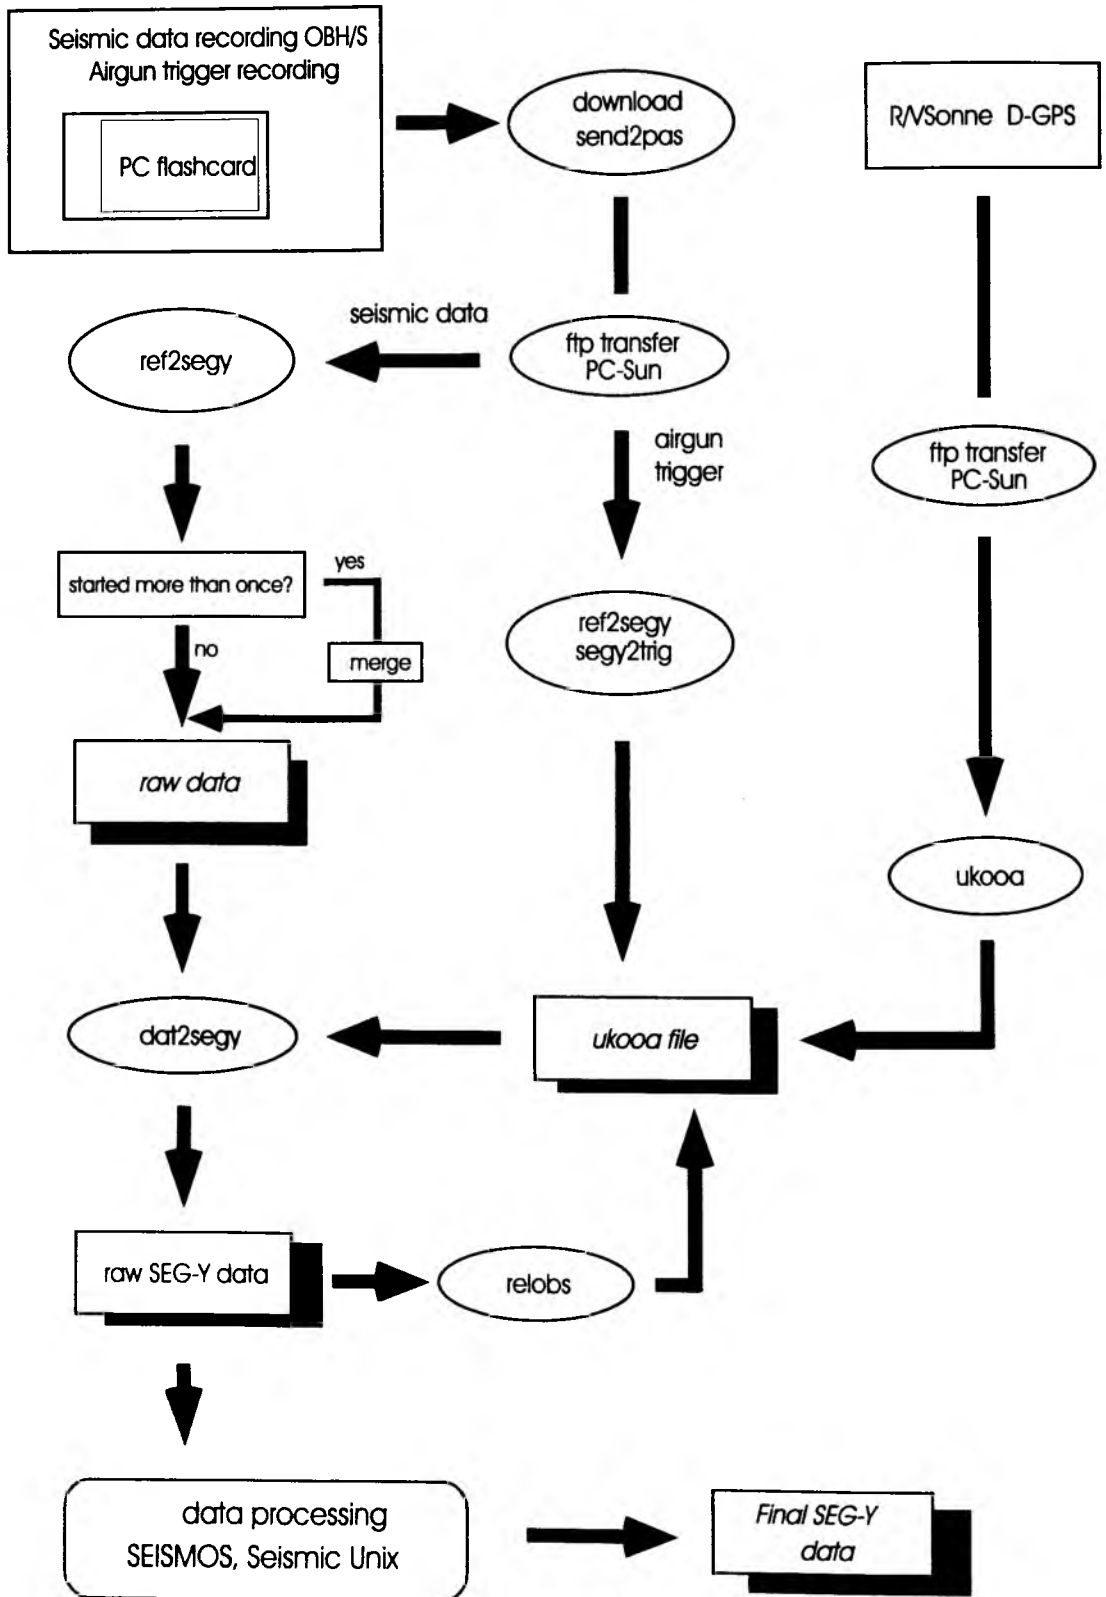 Seismic data recording OBH/S
Airgun trigger recording
PC flashcard
download
send2pas
R/VSonne D-GPS
seismic data
ref2segy
ftp transfer
PC-Sun
airgun
trigger
ftp transfer
PC-Sun
started more than once?
yes
no
merge
ref2segy
segy2trig
raw data
ukooa
dat2segy
ukooa file
raw SEG-Y data
relobs
data processing
SEISMOS, Seismic Unix
Final SEG-Y
data